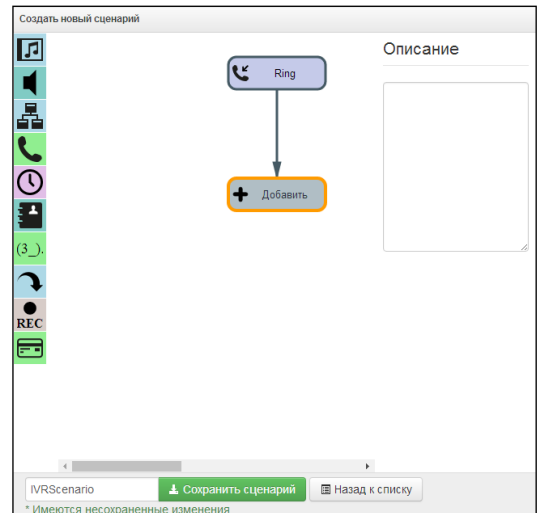 Создать новый сценарий
Ring
Описание
Добавить
(3_).
REC
IVRScenario
Сохранить сценарий
Назад к списку
* Имеются несохраненные изменения